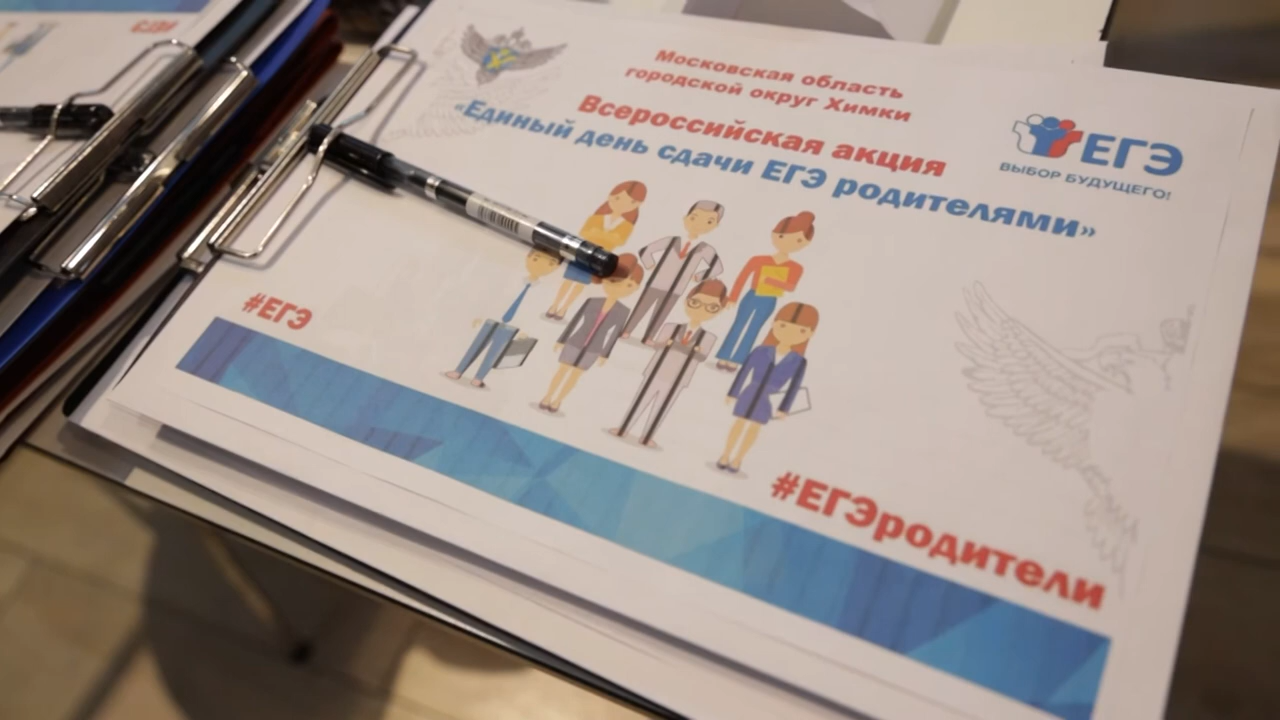 Московская область
городской округ Химки
Всероссийская акция
«Единый день сдачи ЕГЭ родителями»
ЕГЭ
ВЫБОР БУДУЩЕГО!
#ЕГЭ
#ЕГЭродители